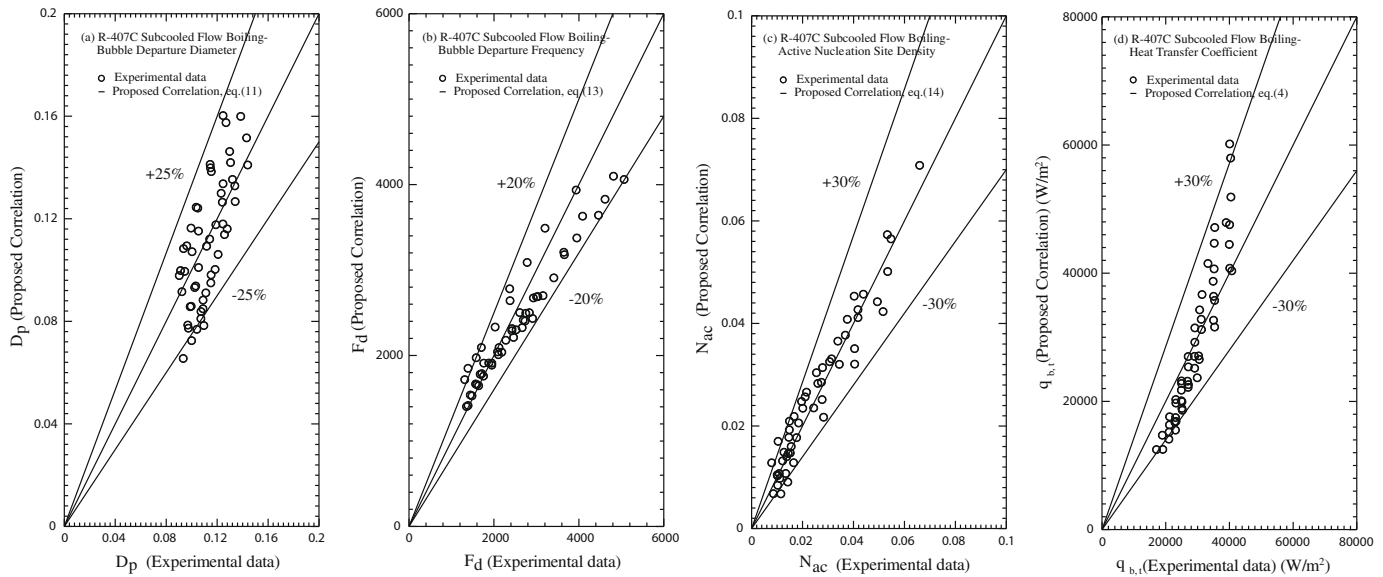 0.2
0.16
0.12
0.08
0.04
0
0
0.04
0.08
0.12
0.16
0.2
D_p (Proposed Correlation)
D_p (Experimental data)
(a) R-407C Subcooled Flow Boiling-
Bubble Departure Diameter
Experimental data
Proposed Correlation, eq.(11)
+25%
-25%
6000
4000
2000
0
0
2000
4000
6000
F_d (Proposed Correlation)
F_d (Experimental data)
(b) R-407C Subcooled Flow Boiling-
Bubble Departure Frequency
Experimental data
Proposed Correlation, eq.(13)
+20%
-20%
0.1
0.08
0.06
0.04
0.02
0
0
0.02
0.04
0.06
0.08
0.1
N_ac (Proposed Correlation)
N_ac (Experimental data)
(c) R-407C Subcooled Flow Boiling-
Active Nucleation Site Density
Experimental data
Proposed Correlation, eq.(14)
+30%
-30%
80000
60000
40000
20000
0
0
20000
40000
60000
80000
q_b,t(Proposed Correlation) (W/m²)
q_b,t(Experimental data) (W/m²)
(d) R-407C Subcooled Flow Boiling-
Heat Transfer Coefficient
Experimental data
Proposed Correlation, eq.(4)
+30%
-30%